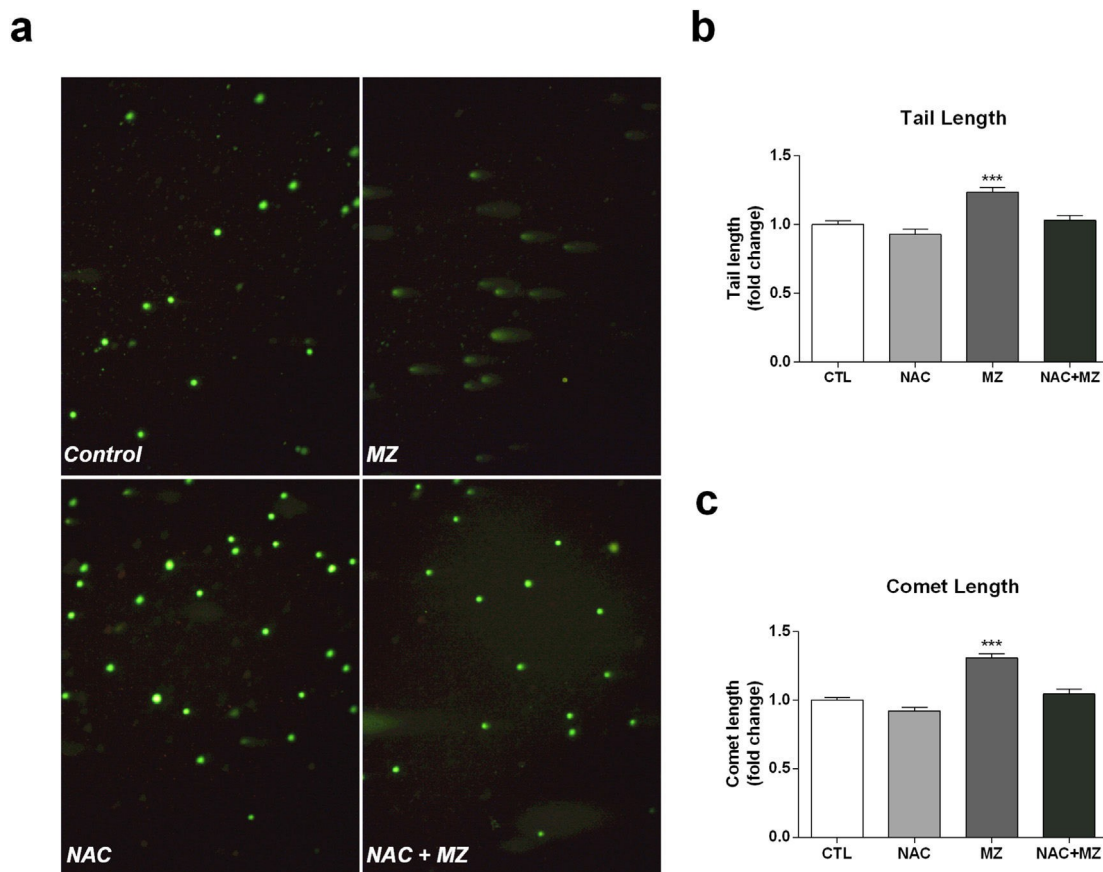 a
Control
MZ
NAC
NAC + MZ
b
Tail Length
Tail length
(fold change)
1.5
1.0
0.5
0.0
***
CTL NAC MZ NAC+MZ
c
Comet Length
Comet length
(fold change)
1.5
1.0
0.5
0.0
***
CTL NAC MZ NAC+MZ